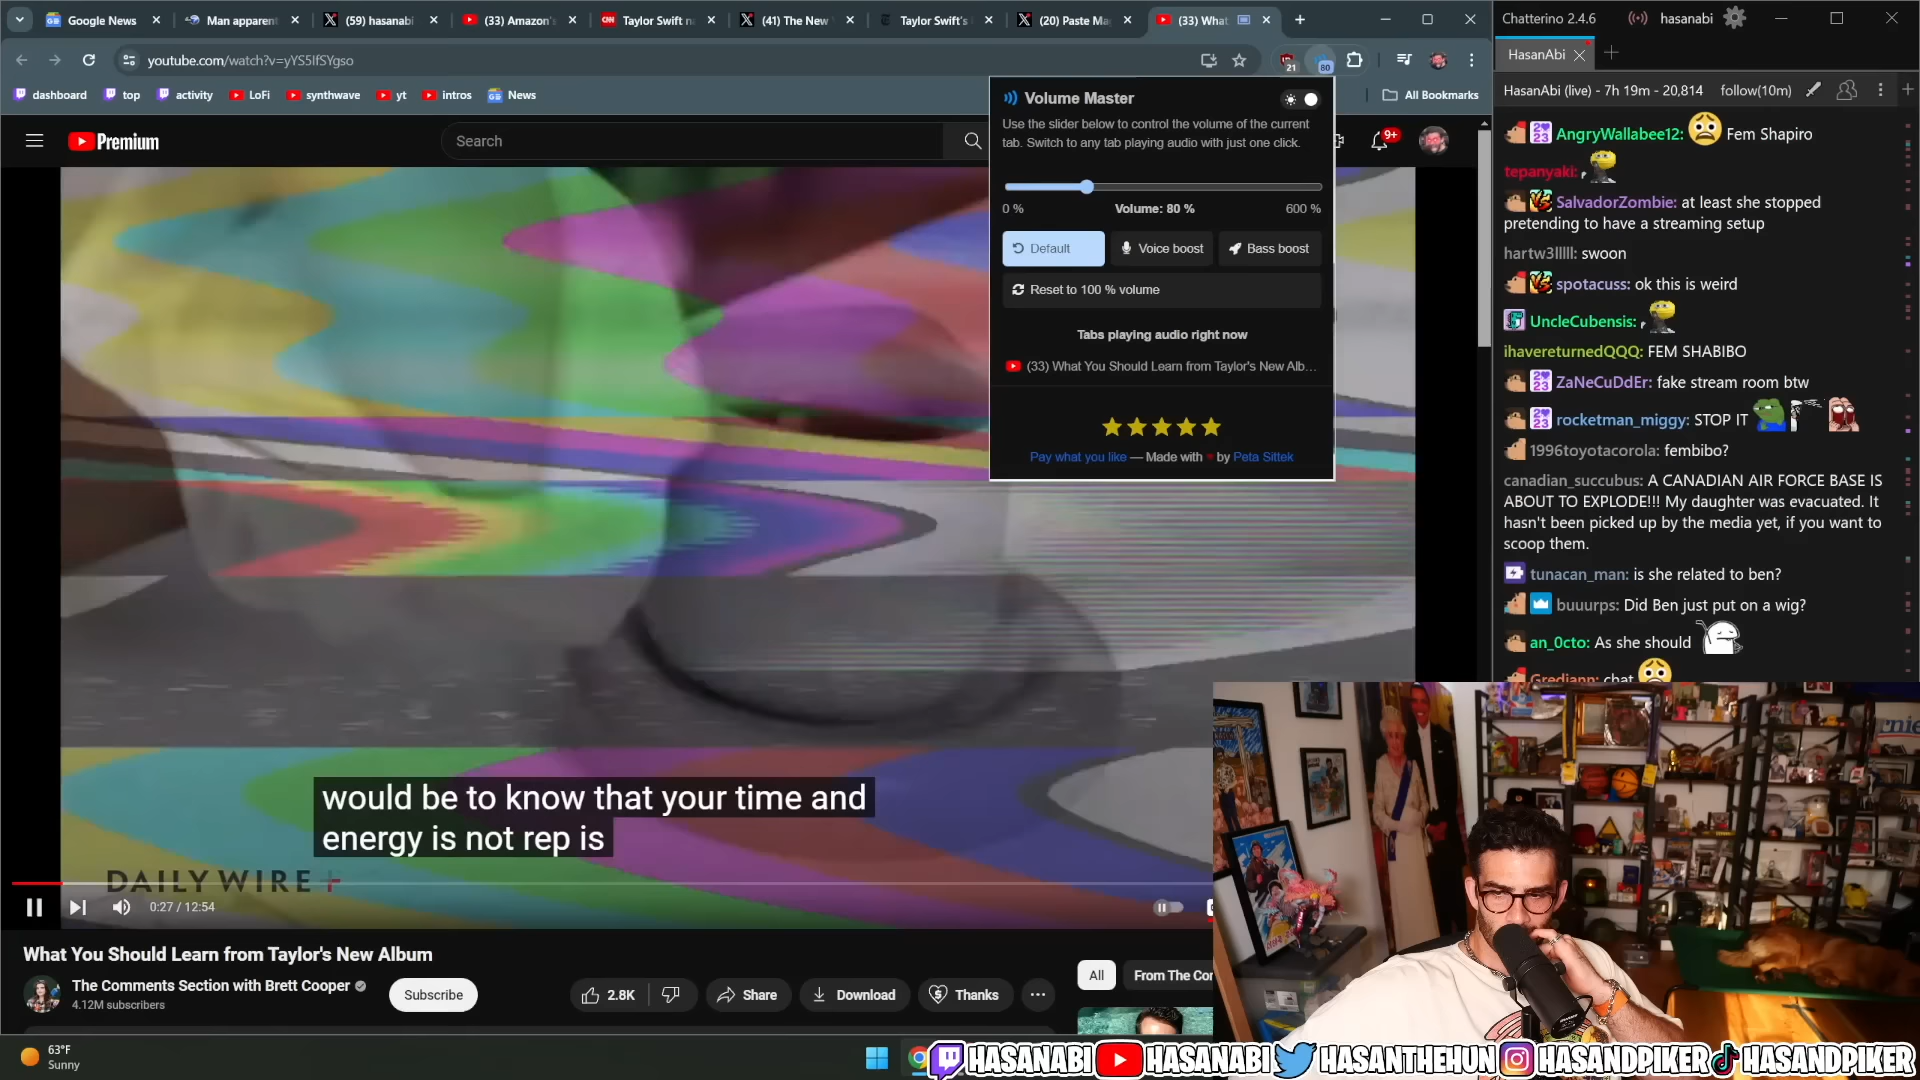 Google News
Man apparent
(59) hasanabi
(33) Amazon's
Taylor Swift n
(41) The New
Taylor Swift's
(20) Paste Ma
(33) What
Chatterino 2.4.6
hasanabi
youtube.com/watch?v=yYS5lfSYgso
21
80
HasanAbi
dashboard
top
activity
LoFi
synthwave
yt
intros
News
All Bookmarks
HasanAbi (live) - 7h 19m - 20,814
follow(10m)
Premium
Search
9+
Volume Master
Use the slider below to control the volume of the current
tab. Switch to any tab playing audio with just one click.
0 %
Volume: 80 %
600 %
Default
Voice boost
Bass boost
Reset to 100 % volume
Tabs playing audio right now
(33) What You Should Learn from Taylor's New Alb...
Pay what you like — Made with ♥ by Peta Sittek
AngryWallabee12: Fem Shapiro
tepanyaki:
SalvadorZombie: at least she stopped
pretending to have a streaming setup
hartw3lllll: swoon
spotacuss: ok this is weird
UncleCubensis:
ihavereturnedQQQ: FEM SHABIBO
ZaNeCuDdEr: fake stream room btw
rocketman_miggy: STOP IT
1996toyotacorola: fembibo?
canadian_succubus: A CANADIAN AIR FORCE BASE IS
ABOUT TO EXPLODE!!! My daughter was evacuated. It
hasn't been picked up by the media yet, if you want to
scoop them.
tunacan_man: is she related to ben?
buuurps: Did Ben just put on a wig?
an_0cto: As she should
Grediann: chat
would be to know that your time and
energy is not rep is
DAILY WIRE +
0:27 / 12:54
What You Should Learn from Taylor's New Album
The Comments Section with Brett Cooper
4.12M subscribers
Subscribe
2.8K
Share
Download
Thanks
All
From The Co
63°F
Sunny
HASANABI
HASANABI
HASANTHEHUN
HASANDPIKER
HASANDPIKER